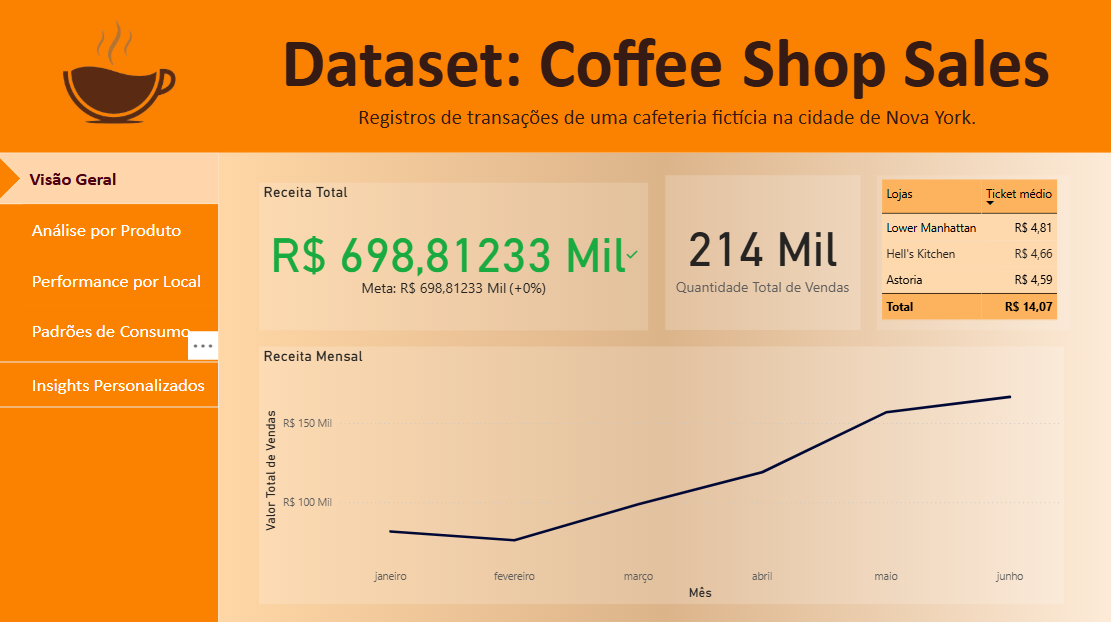 Dataset: Coffee Shop Sales
Registros de transações de uma cafeteria fictícia na cidade de Nova York.
Visão Geral
Análise por Produto
Performance por Local
Padrões de Consumo
Insights Personalizados
Receita Total
R$ 698,81233 Mil
Meta: R$ 698,81233 Mil (+0%)
214 Mil
Quantidade Total de Vendas
Lojas Ticket médio
Lower Manhattan R$ 4,81
Hell's Kitchen R$ 4,66
Astoria R$ 4,59
Total R$ 14,07
Receita Mensal
Valor Total de Vendas
R$ 150 Mil
R$ 100 Mil
janeiro fevereiro março abril maio junho
Mês